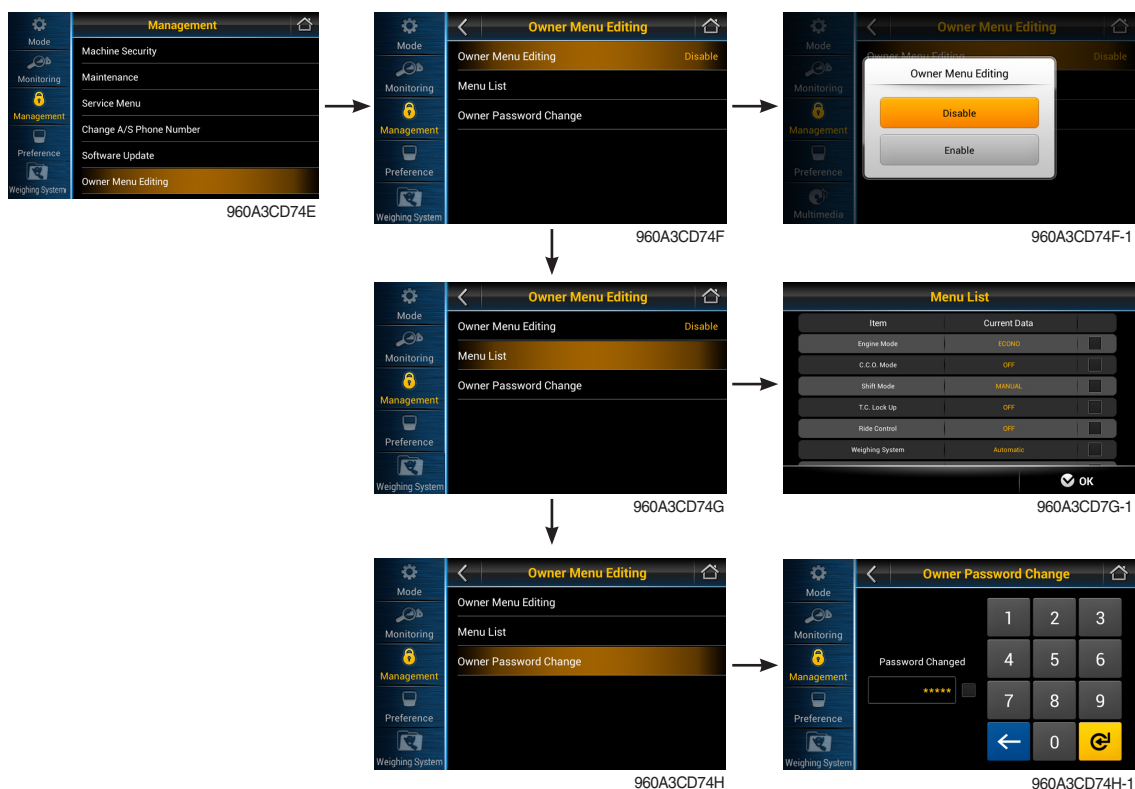 Management
Mode
Monitoring
Management
Preference
Weighing System
Machine Security
Maintenance
Service Menu
Change A/S Phone Number
Software Update
Owner Menu Editing
960A3CD74E
Owner Menu Editing
Mode
Monitoring
Management
Preference
Weighing System
Owner Menu Editing Disable
Menu List
Owner Password Change
960A3CD74F
Owner Menu Editing
Mode
Monitoring
Management
Preference
Multimedia
Owner Menu Editing Disable
Owner Menu Editing
Disable
Enable
960A3CD74F-1
Owner Menu Editing
Mode
Monitoring
Management
Preference
Weighing System
Owner Menu Editing Disable
Menu List
Owner Password Change
960A3CD74G
Menu List
Item Current Data
Engine Mode ECONO
C.C.O. Mode OFF
Shift Mode MANUAL
T.C. Lock Up OFF
Ride Control OFF
Weighing System Automatic
OK
960A3CD7G-1
Owner Menu Editing
Mode
Monitoring
Management
Preference
Weighing System
Owner Menu Editing
Menu List
Owner Password Change
960A3CD74H
Owner Password Change
Mode
Monitoring
Management
Preference
Weighing System
Password Changed
*****
1 2 3
4 5 6
7 8 9
0
960A3CD74H-1